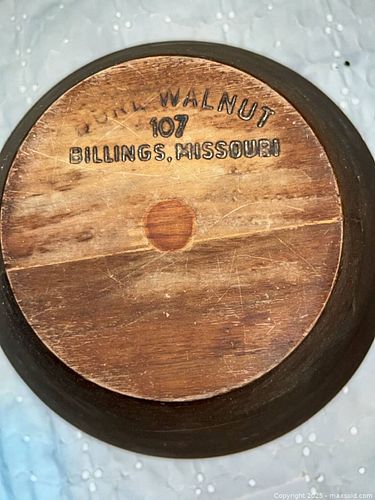 WALNUT
107
BILLINGS, MISSOURI
Copyright 2025 - maxsold.com